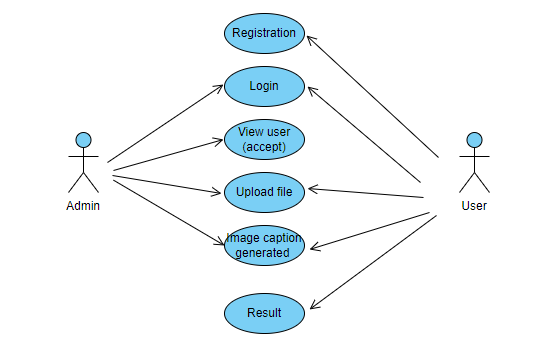 Registration
Login
View user
(accept)
Upload file
Admin
User
Image caption
generated
Result